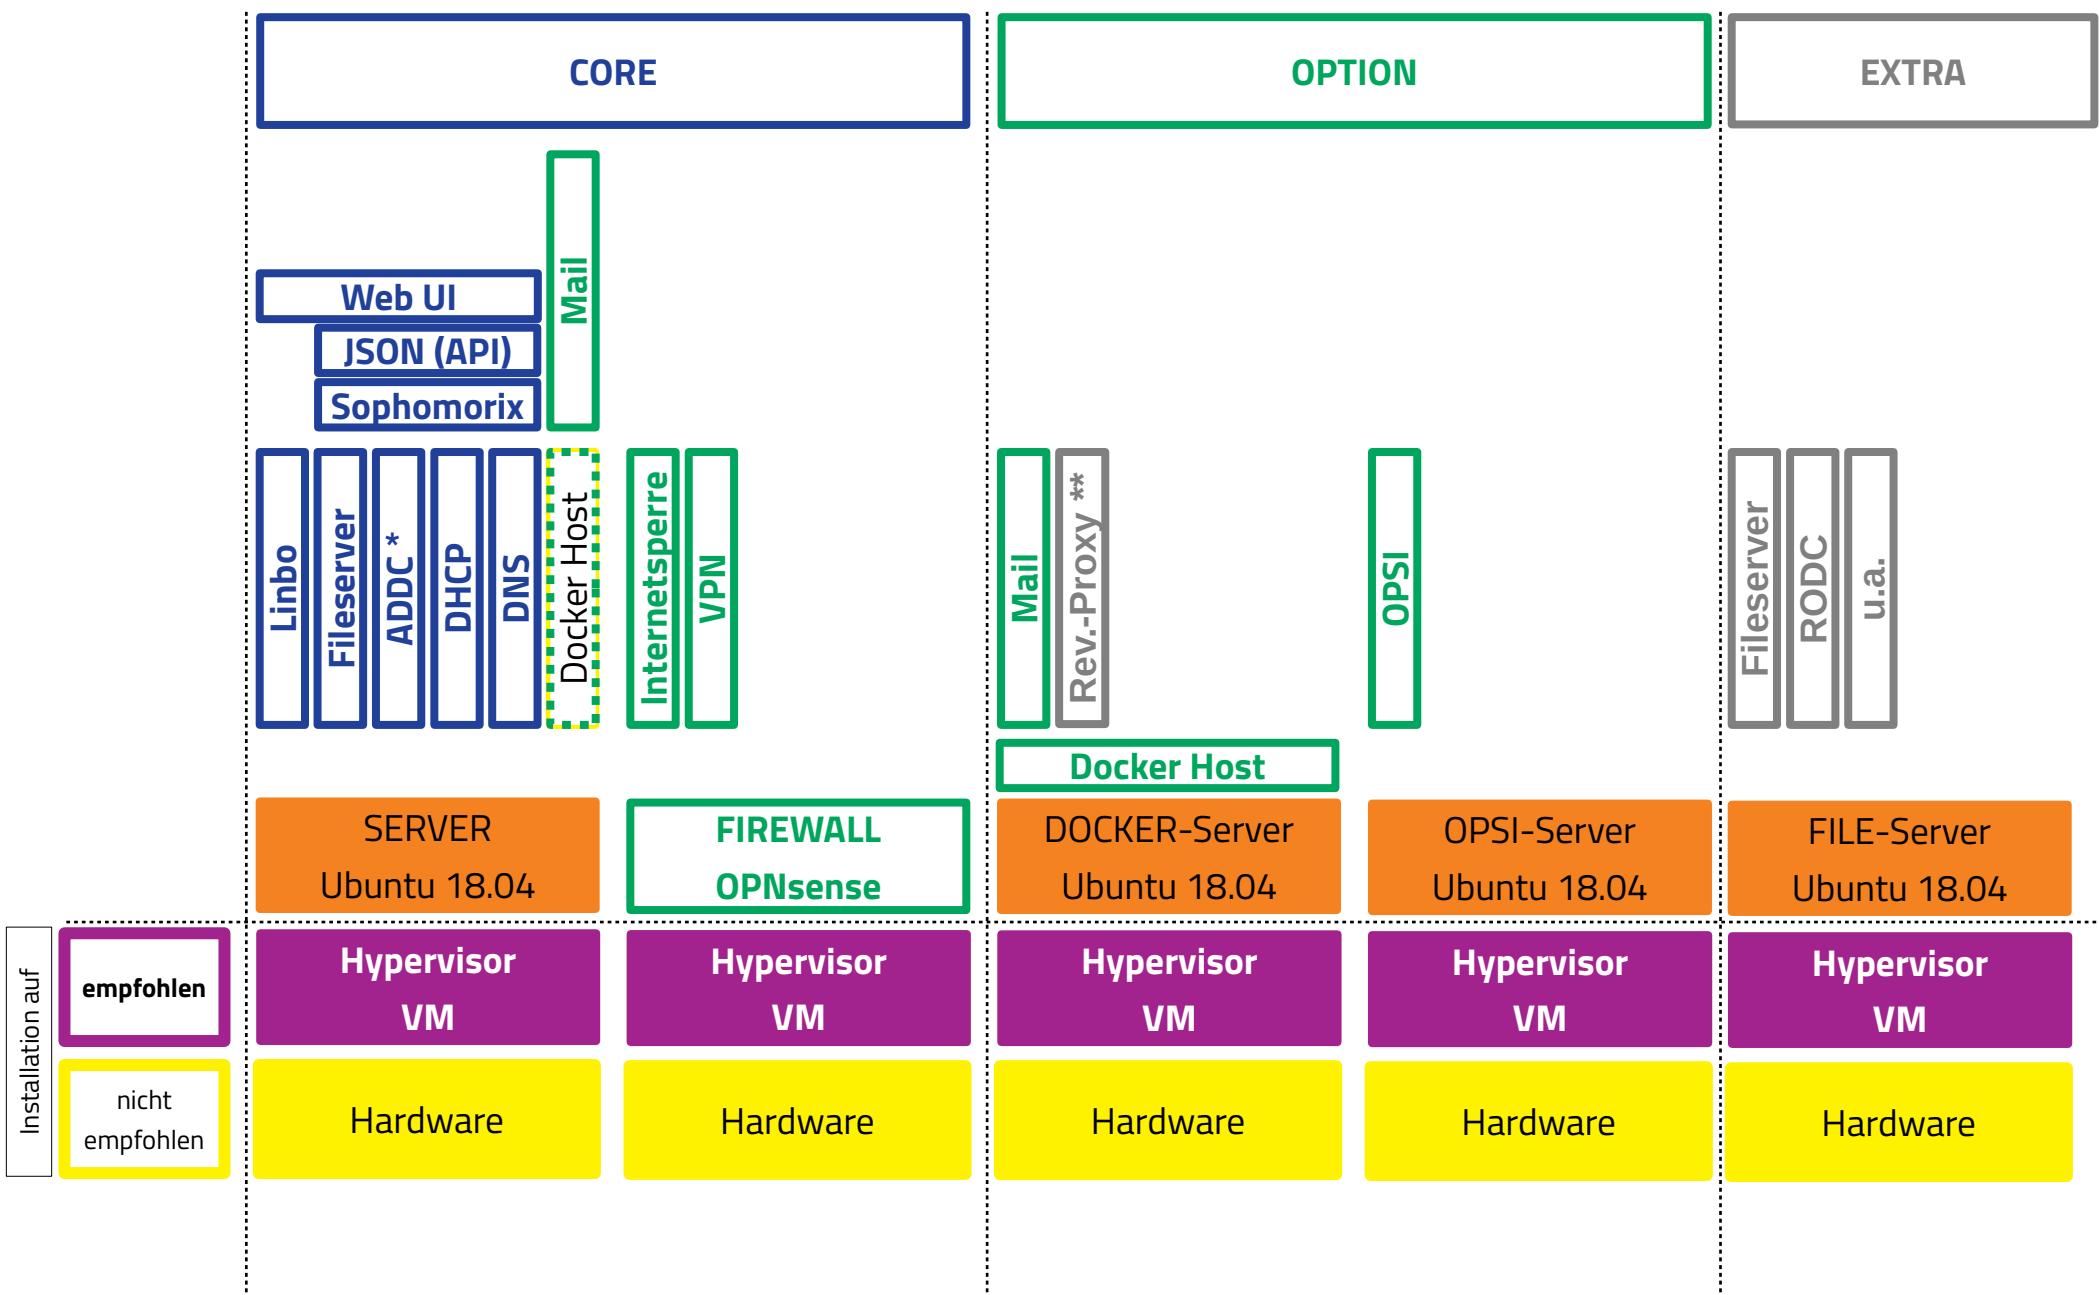 CORE
OPTION
EXTRA
Mail
Web UI
JSON (API)
Sophomorix
Linbo
Fileserver
ADDC *
DHCP
DNS
Docker Host
Internetsperre
VPN
Mail
Rev.-Proxy **
OPSI
Fileserver
RODC
u.a.
Docker Host
SERVER
Ubuntu 18.04
FIREWALL
OPNsense
DOCKER-Server
Ubuntu 18.04
OPSI-Server
Ubuntu 18.04
FILE-Server
Ubuntu 18.04
Installation auf
empfohlen
Hypervisor
VM
Hypervisor
VM
Hypervisor
VM
Hypervisor
VM
Hypervisor
VM
nicht
empfohlen
Hardware
Hardware
Hardware
Hardware
Hardware